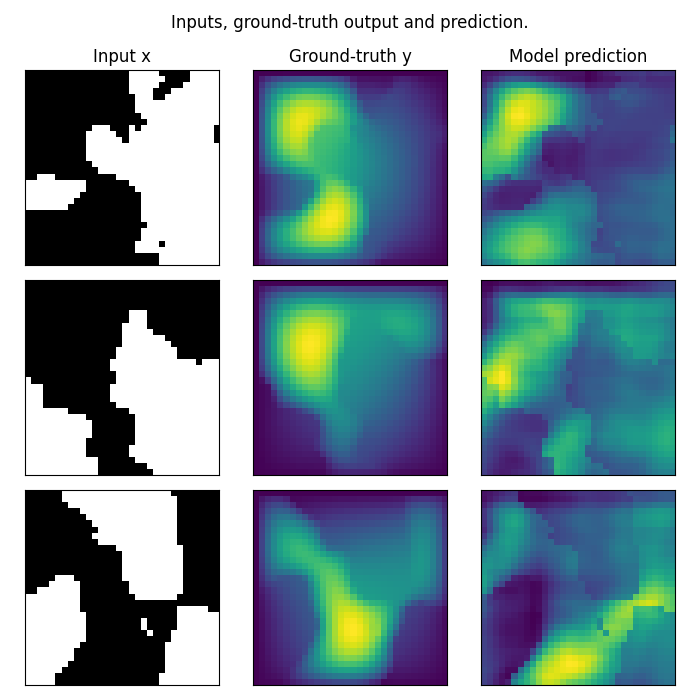 Inputs, ground-truth output and prediction.
Input x
Ground-truth y
Model prediction